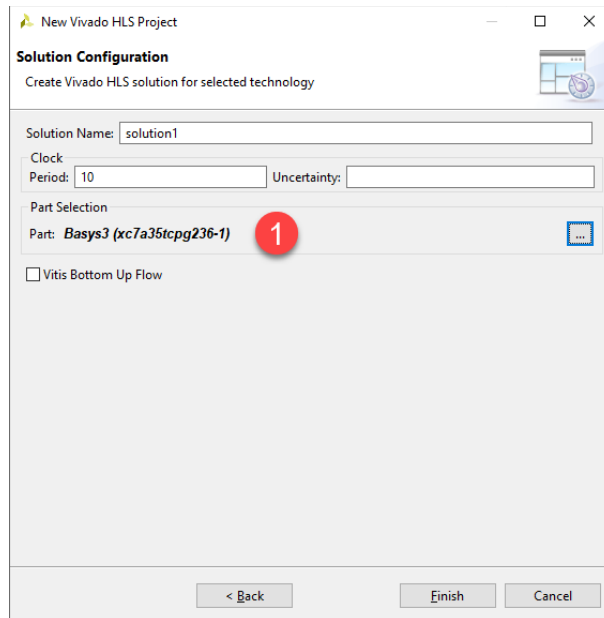 New Vivado HLS Project
Solution Configuration
Create Vivado HLS solution for selected technology
Solution Name: solution1
Clock
Period: 10 Uncertainty:
Part Selection
Part: Basys3 (xc7a35tcpg236-1) 1 ...
Vitis Bottom Up Flow
< Back Finish Cancel